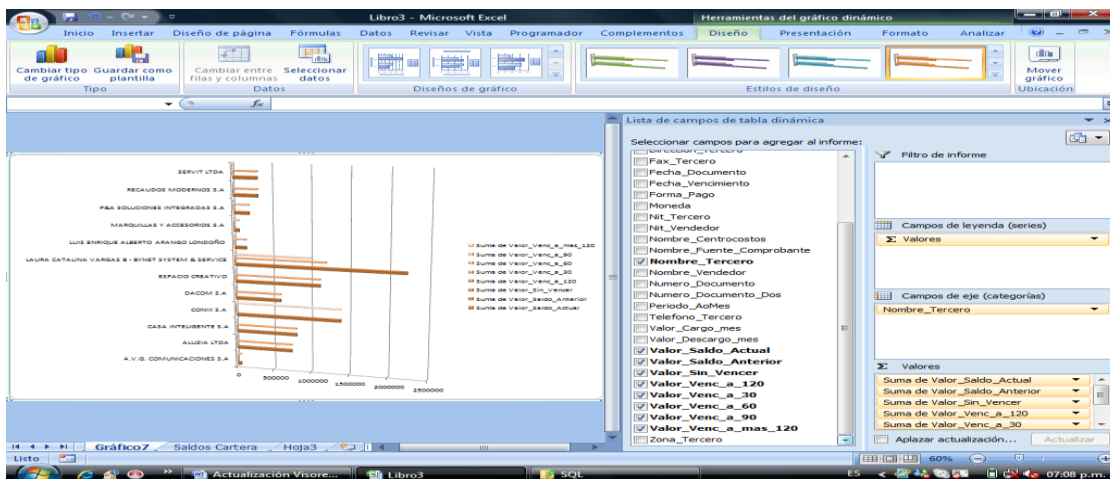 Libro3 - Microsoft Excel
Herramientas del gráfico dinámico
Inicio Insertar Diseño de página Fórmulas Datos Revisar Vista Programador Complementos Diseño Presentación Formato Analizar
Cambiar tipo de gráfico
Guardar como plantilla
Cambiar entre filas y columnas
Seleccionar datos
Mover gráfico
Tipo Datos Diseños de gráfico Estilos de diseño Ubicación
fx
SERVIT LTDA
RECAUDOS MODERNOS S.A
P&A SOLUCIONES INTEGRADAS S.A
MARQUILLAS Y ACCESORIOS S.A
LUIS ENRIQUE ALBERTO ARANGO LONDOÑO
LAURA CATALINA VARGAS B - BYNET SYSTEM & SERVICE
ESPACIO CREATIVO
DACOM S.A
CONIX S.A
CASA INTELIGENTE S.A
ALUZIA LTDA
A.V.G. COMUNICACIONES S.A
0 500000 1000000 1500000 2000000 2500000
Suma de Valor_Venc_a_mas_120
Suma de Valor_Venc_a_90
Suma de Valor_Venc_a_60
Suma de Valor_Venc_a_30
Suma de Valor_Venc_a_120
Suma de Valor_Sin_Vencer
Suma de Valor_Saldo_Anterior
Suma de Valor_Saldo_Actual
Lista de campos de tabla dinámica
Seleccionar campos para agregar al informe:
Direccion_Tercero
Fax_Tercero
Fecha_Documento
Fecha_Vencimiento
Forma_Pago
Moneda
Nit_Tercero
Nit_Vendedor
Nombre_Centrocostos
Nombre_Fuente_Comprobante
Nombre_Tercero
Nombre_Vendedor
Numero_Documento
Numero_Documento_Dos
Periodo_AoMes
Telefono_Tercero
Valor_Cargo_mes
Valor_Descargo_mes
Valor_Saldo_Actual
Valor_Saldo_Anterior
Valor_Sin_Vencer
Valor_Venc_a_120
Valor_Venc_a_30
Valor_Venc_a_60
Valor_Venc_a_90
Valor_Venc_a_mas_120
Zona_Tercero
Filtro de informe
Campos de leyenda (series)
Σ Valores
Campos de eje (categorías)
Nombre_Tercero
Σ Valores
Suma de Valor_Saldo_Actual
Suma de Valor_Saldo_Anterior
Suma de Valor_Sin_Vencer
Suma de Valor_Venc_a_120
Suma de Valor_Venc_a_30
Aplazar actualización... Actualizar
Gráfico7 Saldos Cartera Hoja3
Listo
60%
Actualización Visore...
Libro3
SQL
ES
07:08 p.m.